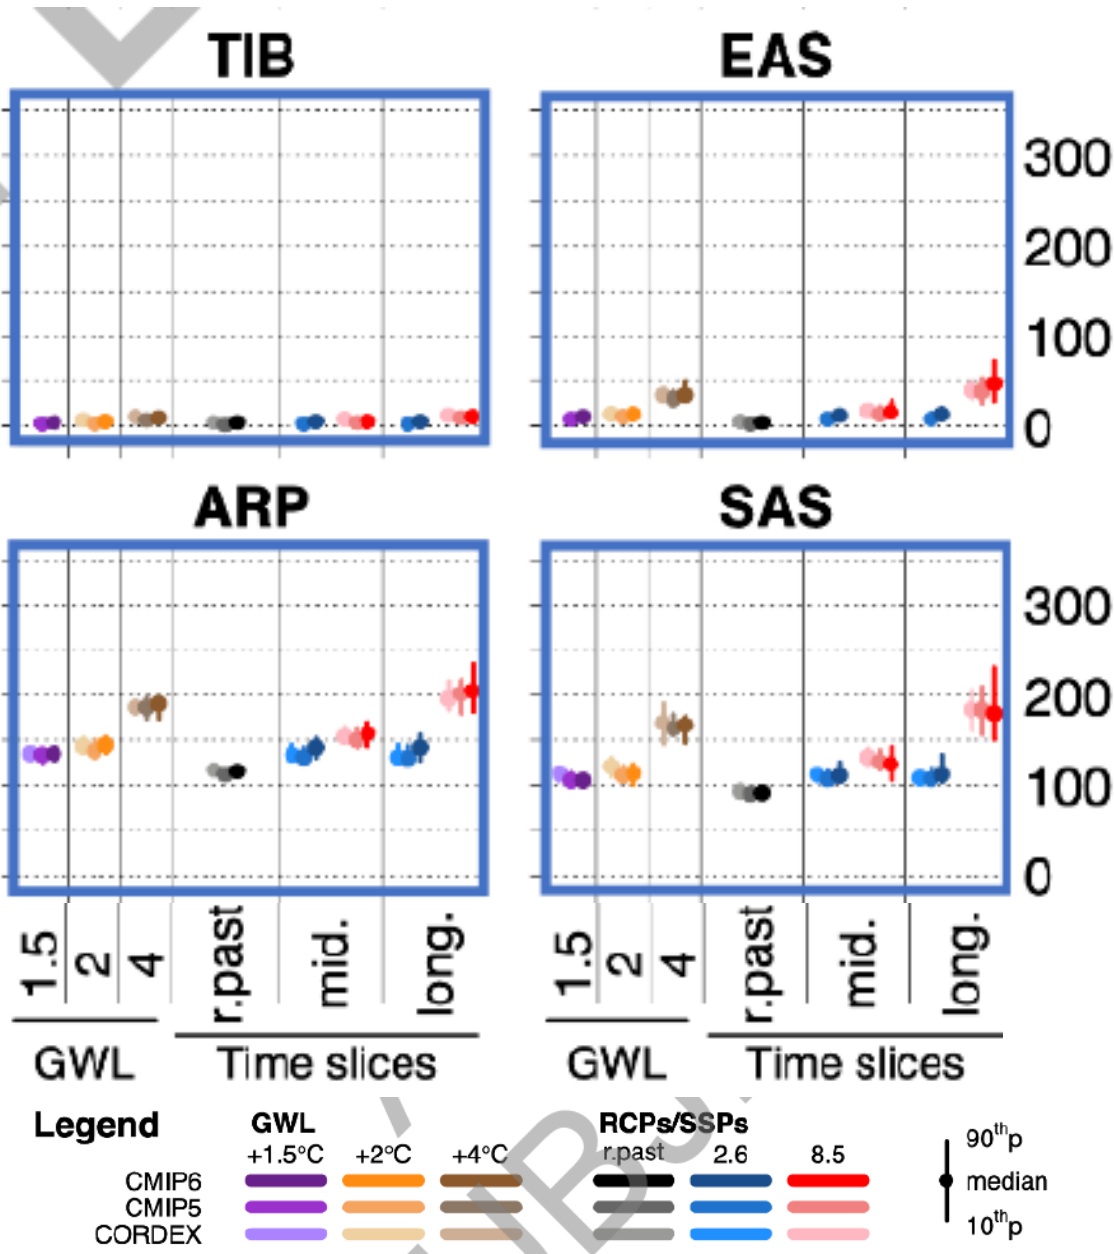 TIB EAS
300
200
100
0
ARP SAS
300
200
100
0
1.5 2 4 r.past mid. long. 1.5 2 4 r.past mid. long.
GWL Time slices GWL Time slices
Legend GWL RCPs/SSPs
+1.5°C +2°C +4°C r.past 2.6 8.5 90thp
CMIP6 median
CMIP5
CORDEX 10thp